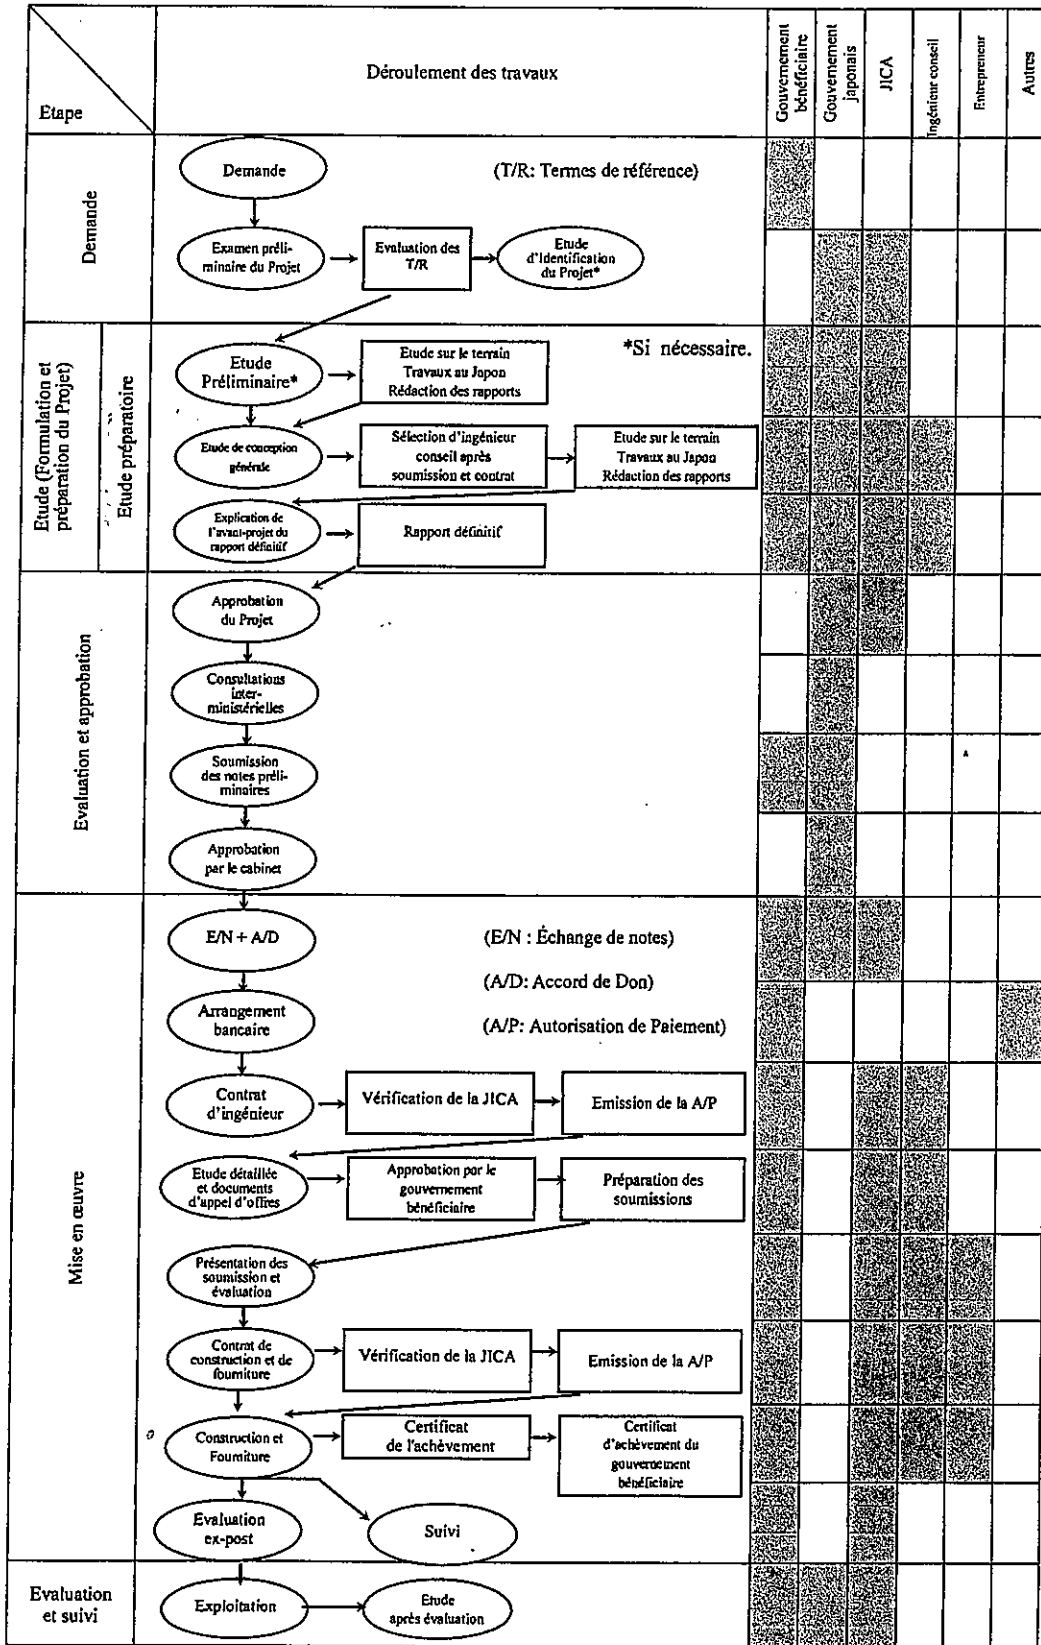 Etape
Déroulement des travaux
Gouvernement
bénéficiaire
Gouvernement
japonais
JICA
Ingénieur conseil
Entrepreneur
Autres
Demande
Demande
(T/R: Termes de référence)
Examen préli-
minaire du Projet
Evaluation des
T/R
Etude
d'Identification
du Projet*
Etude (Formulation et
préparation du Projet)
Etude préparatoire
*Si nécessaire.
Etude
Préliminaire*
Etude sur le terrain
Travaux au Japon
Rédaction des rapports
Etude de conception
générale
Sélection d'ingénieur
conseil après
soumission et contrat
Etude sur le terrain
Travaux au Japon
Rédaction des rapports
Explication de
l'avant-projet du
rapport définitif
Rapport définitif
Evaluation et approbation
Approbation
du Projet
Consultations
inter-
ministérielles
Soumission
des notes préli-
minaires
Approbation
par le cabinet
Mise en œuvre
E/N + A/D
(E/N : Échange de notes)
(A/D: Accord de Don)
(A/P: Autorisation de Paiement)
Arrangement
bancaire
Contrat
d'ingénieur
Vérification de la JICA
Emission de la A/P
Etude détaillée
et documents
d'appel d'offres
Approbation par le
gouvernement
bénéficiaire
Préparation des
soumissions
Présentation des
soumission et
évaluation
Contrat de
construction et de
fourniture
Vérification de la JICA
Emission de la A/P
Construction et
Fourniture
Certificat
de l'achèvement
Certificat
d'achèvement du
gouvernement
bénéficiaire
Evaluation
ex-post
Suivi
Evaluation
et suivi
Exploitation
Etude
après évaluation